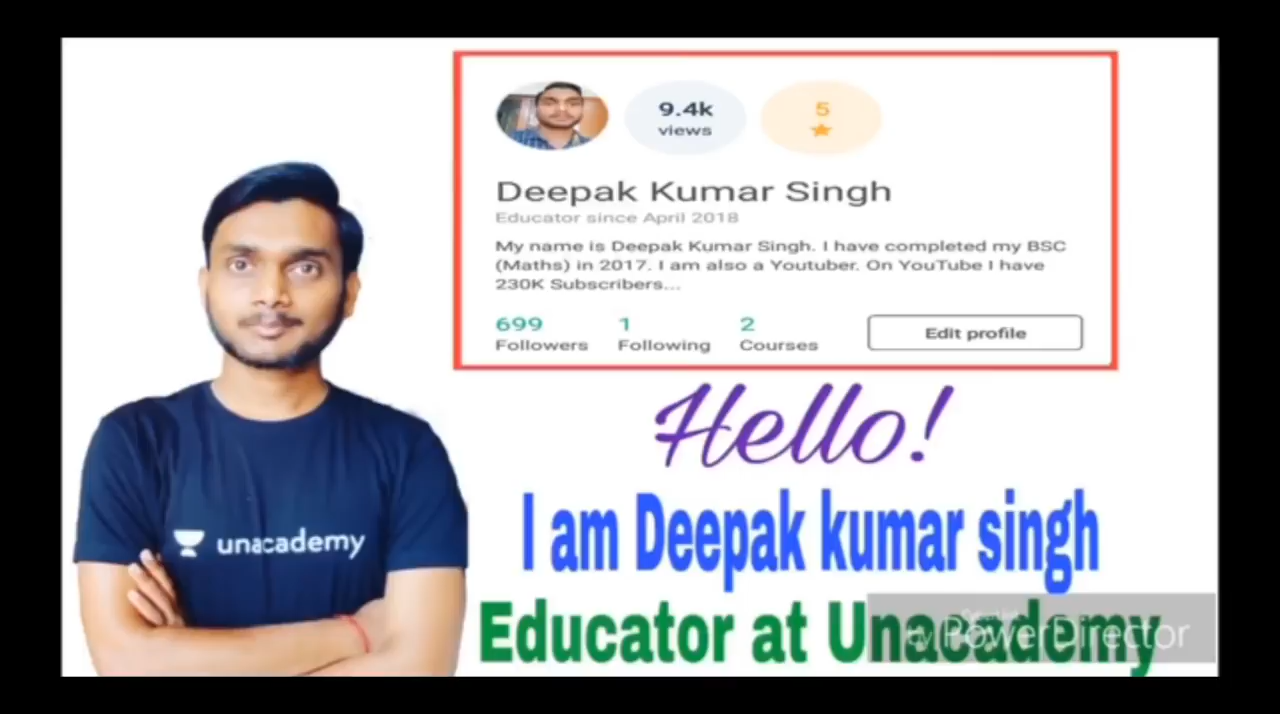 9.4k
views
5
Deepak Kumar Singh
Educator since April 2018
My name is Deepak Kumar Singh. I have completed my BSC
(Maths) in 2017. I am also a Youtuber. On YouTube I have
230K Subscribers...
699 1 2
Followers Following Courses
Edit profile
Hello!
I am Deepak kumar singh
unacademy
Educator at Unacademy
by PowerDirector